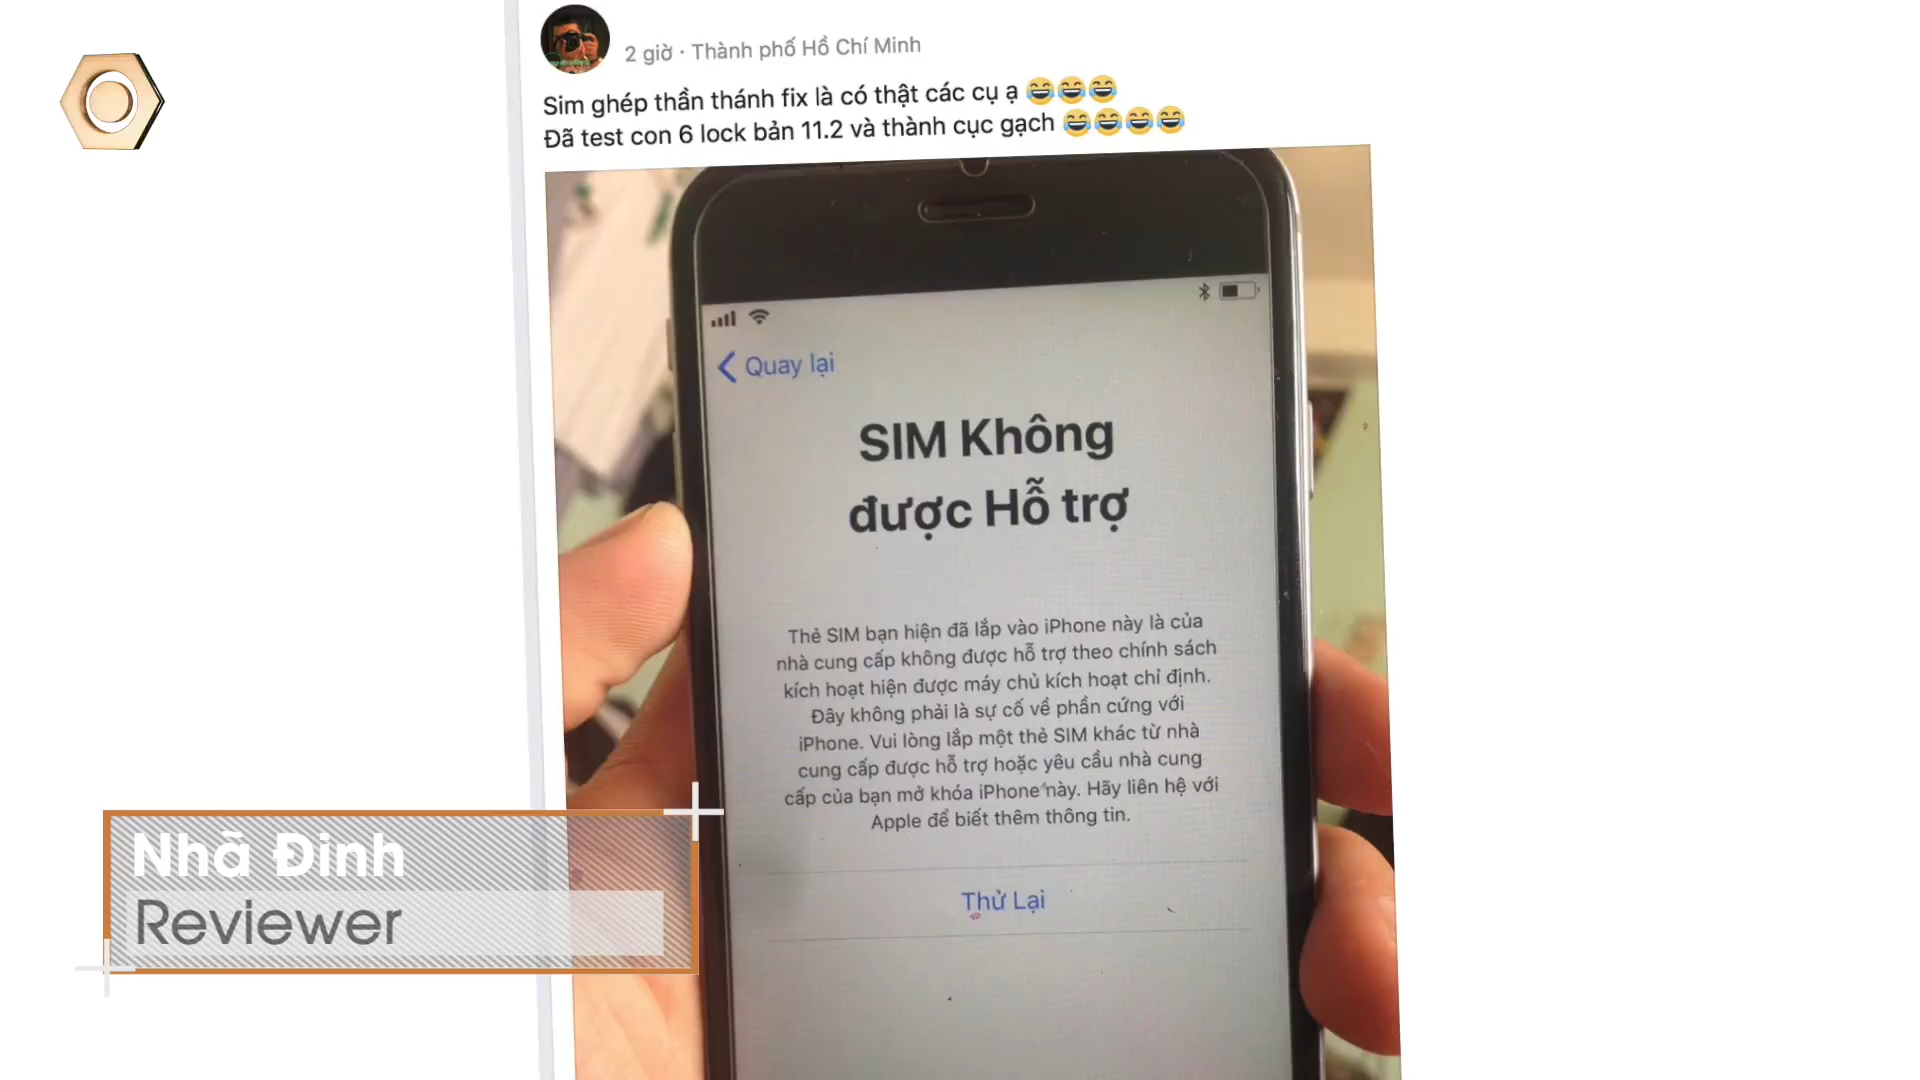 2 giờ · Thành phố Hồ Chí Minh
Sim ghép thần thánh fix là có thật các cụ ạ 😂😂😂
Đã test con 6 lock bản 11.2 và thành cục gạch 😂😂😂😂
Quay lại
SIM Không
được Hỗ trợ
Thẻ SIM bạn hiện đã lắp vào iPhone này là của
nhà cung cấp không được hỗ trợ theo chính sách
kích hoạt hiện được máy chủ kích hoạt chỉ định.
Đây không phải là sự cố về phần cứng với
iPhone. Vui lòng lắp một thẻ SIM khác từ nhà
cung cấp được hỗ trợ hoặc yêu cầu nhà cung
cấp của bạn mở khóa iPhone này. Hãy liên hệ với
Apple để biết thêm thông tin.
Thử Lại
Nhã Đinh
Reviewer